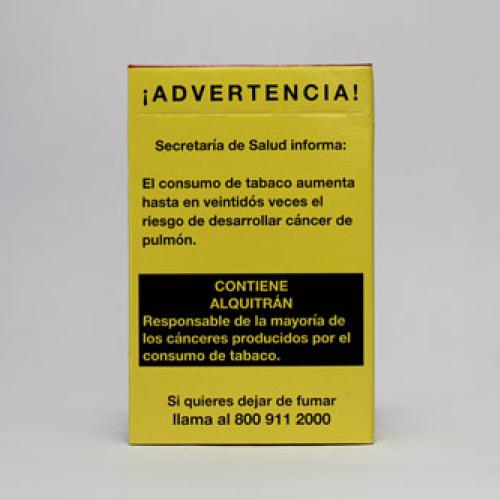 ¡ADVERTENCIA!
Secretaría de Salud informa:
El consumo de tabaco aumenta
hasta en veintidós veces el
riesgo de desarrollar cáncer de
pulmón.
CONTIENE
ALQUITRÁN
Responsable de la mayoría de
los cánceres producidos por el
consumo de tabaco.
Si quieres dejar de fumar
llama al 800 911 2000